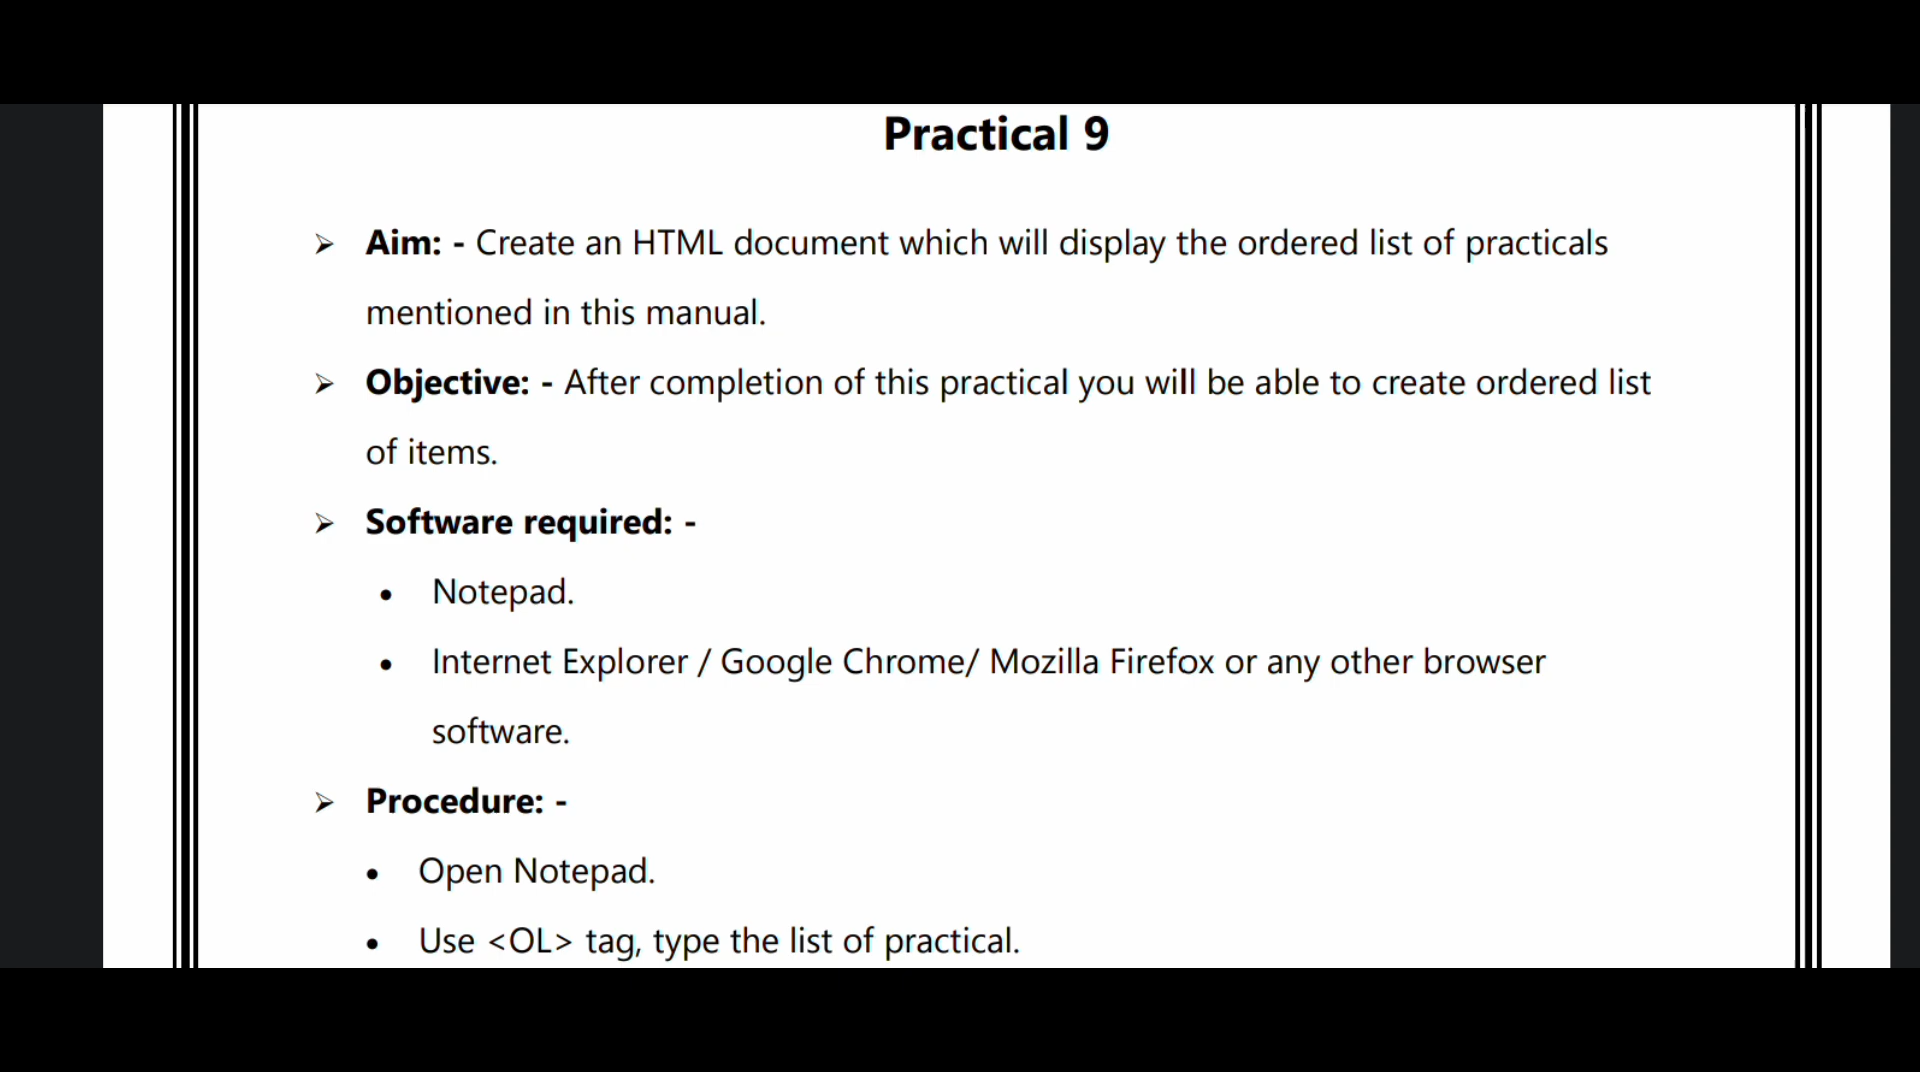 Practical 9
➢ Aim: - Create an HTML document which will display the ordered list of practicals
mentioned in this manual.
➢ Objective: - After completion of this practical you will be able to create ordered list
of items.
➢ Software required: -
• Notepad.
• Internet Explorer / Google Chrome/ Mozilla Firefox or any other browser
software.
➢ Procedure: -
• Open Notepad.
• Use <OL> tag, type the list of practical.